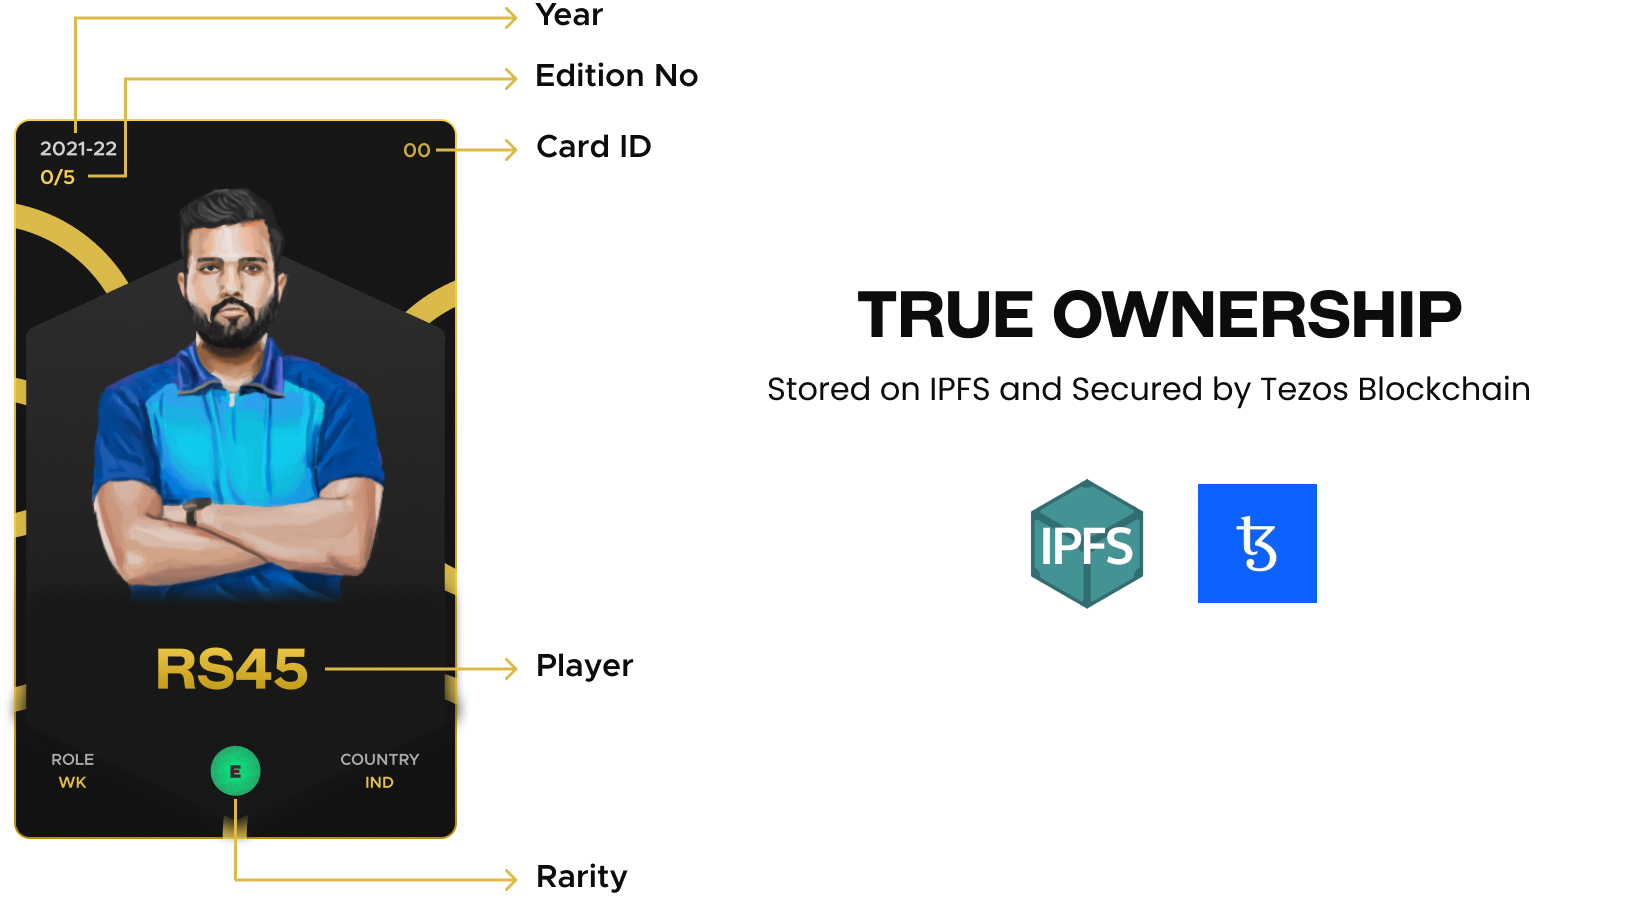 Year
Edition No
2021-22
00
Card ID
0/5
TRUE OWNERSHIP
Stored on IPFS and Secured by Tezos Blockchain
IPFS
RS45
Player
ROLE
WK
E
COUNTRY
IND
Rarity